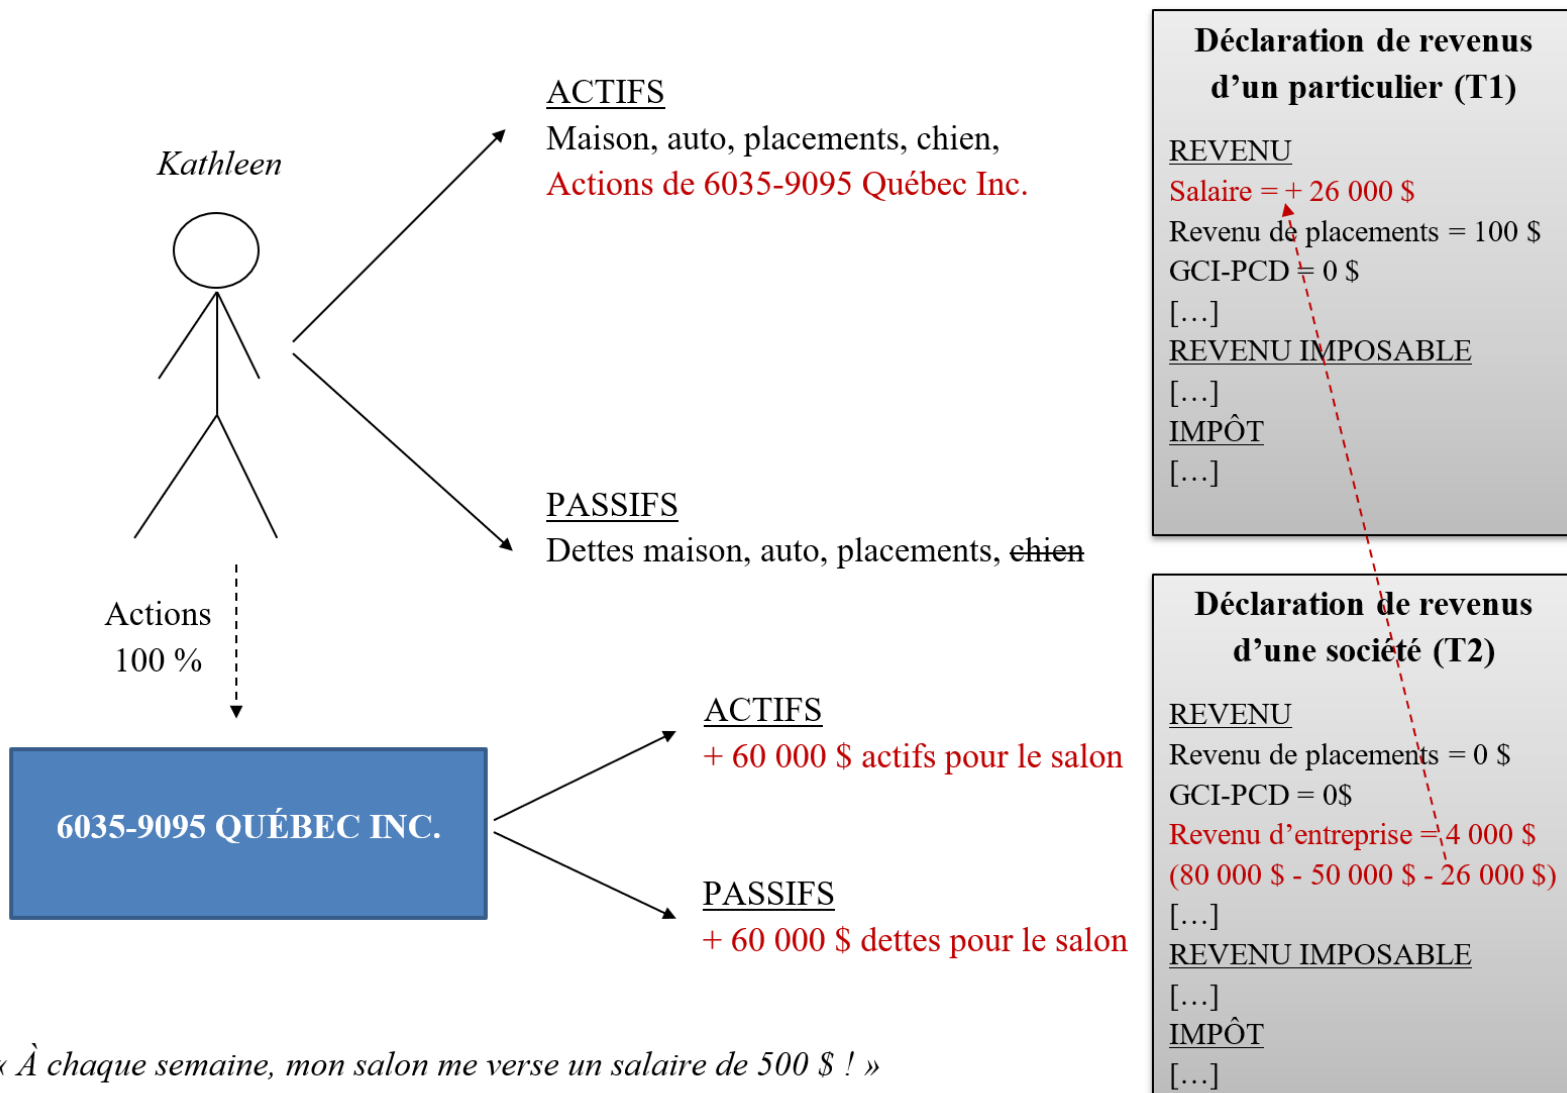 Kathleen
ACTIFS
Maison, auto, placements, chien,
Actions de 6035-9095 Québec Inc.
PASSIFS
Dettes maison, auto, placements, chien
Actions
100 %
6035-9095 QUÉBEC INC.
ACTIFS
+ 60 000 $ actifs pour le salon
PASSIFS
+ 60 000 $ dettes pour le salon
« À chaque semaine, mon salon me verse un salaire de 500 $ ! »
Déclaration de revenus
d’un particulier (T1)
REVENU
Salaire = + 26 000 $
Revenu de placements = 100 $
GCI-PCD = 0 $
[…]
REVENU IMPOSABLE
[…]
IMPÔT
[…]
Déclaration de revenus
d’une société (T2)
REVENU
Revenu de placements = 0 $
GCI-PCD = 0$
Revenu d’entreprise = 4 000 $
(80 000 $ - 50 000 $ - 26 000 $)
[…]
REVENU IMPOSABLE
[…]
IMPÔT
[…]